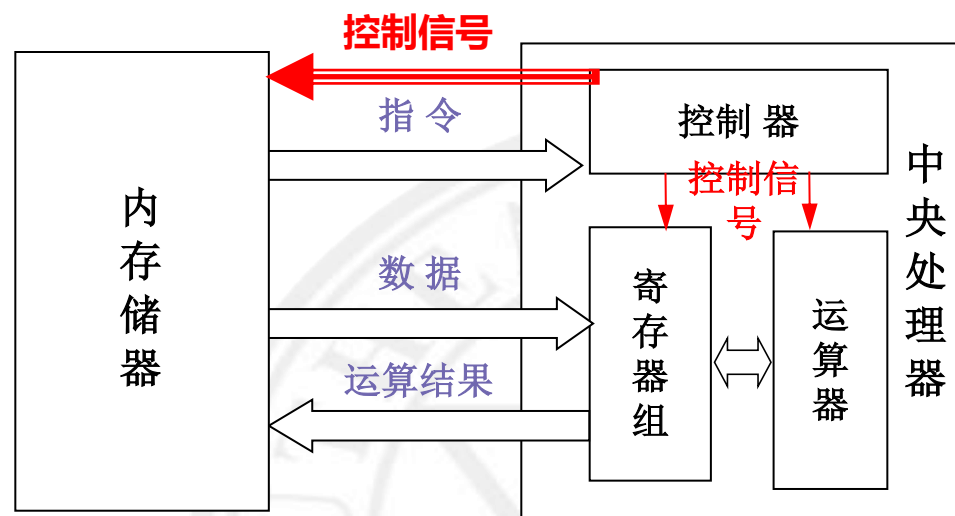 控制信号
指 令
控制 器
控制信
号
内
存
储
器
中
央
处
理
器
数 据
寄
存
器
组
运
算
器
运算结果